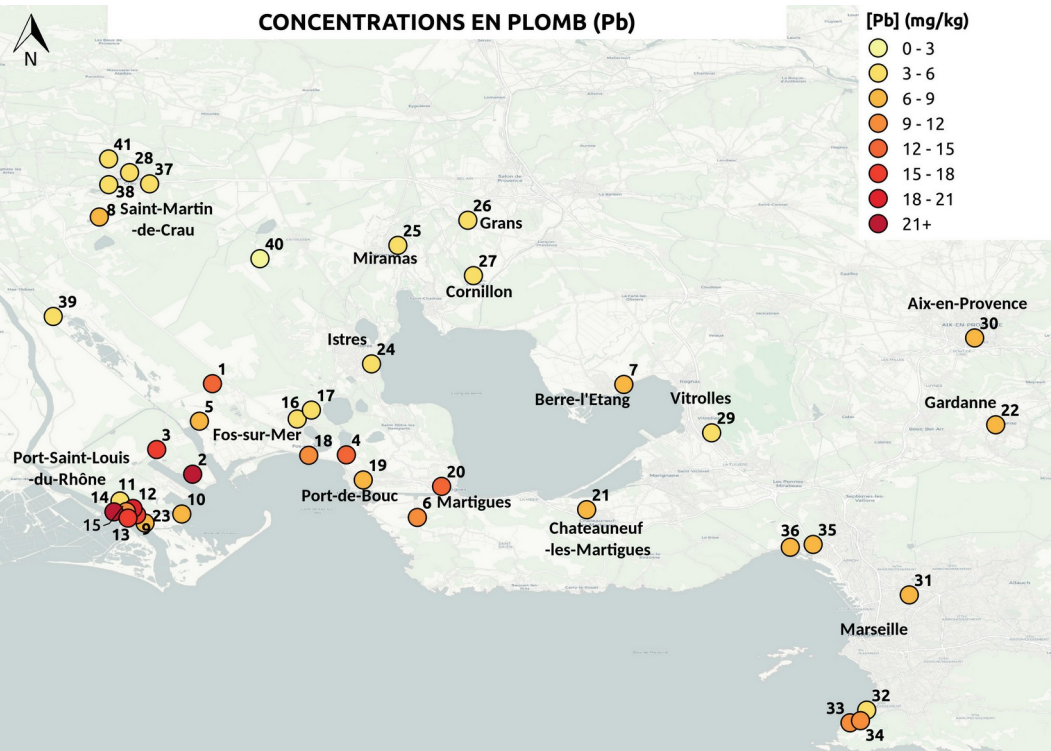 CONCENTRATIONS EN PLOMB (Pb)
N
[Pb] (mg/kg)
0 - 3
3 - 6
6 - 9
9 - 12
12 - 15
15 - 18
18 - 21
21+
41
28
37
38
8 Saint-Martin
-de-Crau
26
Grans
25
Miramas
40
27
Cornillon
39
Aix-en-Provence
AIX-EN-PROVENCE
30
Istres
24
1
7
Berre-l'Etang
Vitrolles
29
Gardanne
22
17
16
5
Fos-sur-Mer
3
18
4
2
Port-Saint-Louis
-du-Rhône
19
Port-de-Bouc
20
Martigues
6
11
14
12
10
23
15
9
13
21
Chateauneuf
-les-Martigues
36
35
31
Marseille
32
33
34